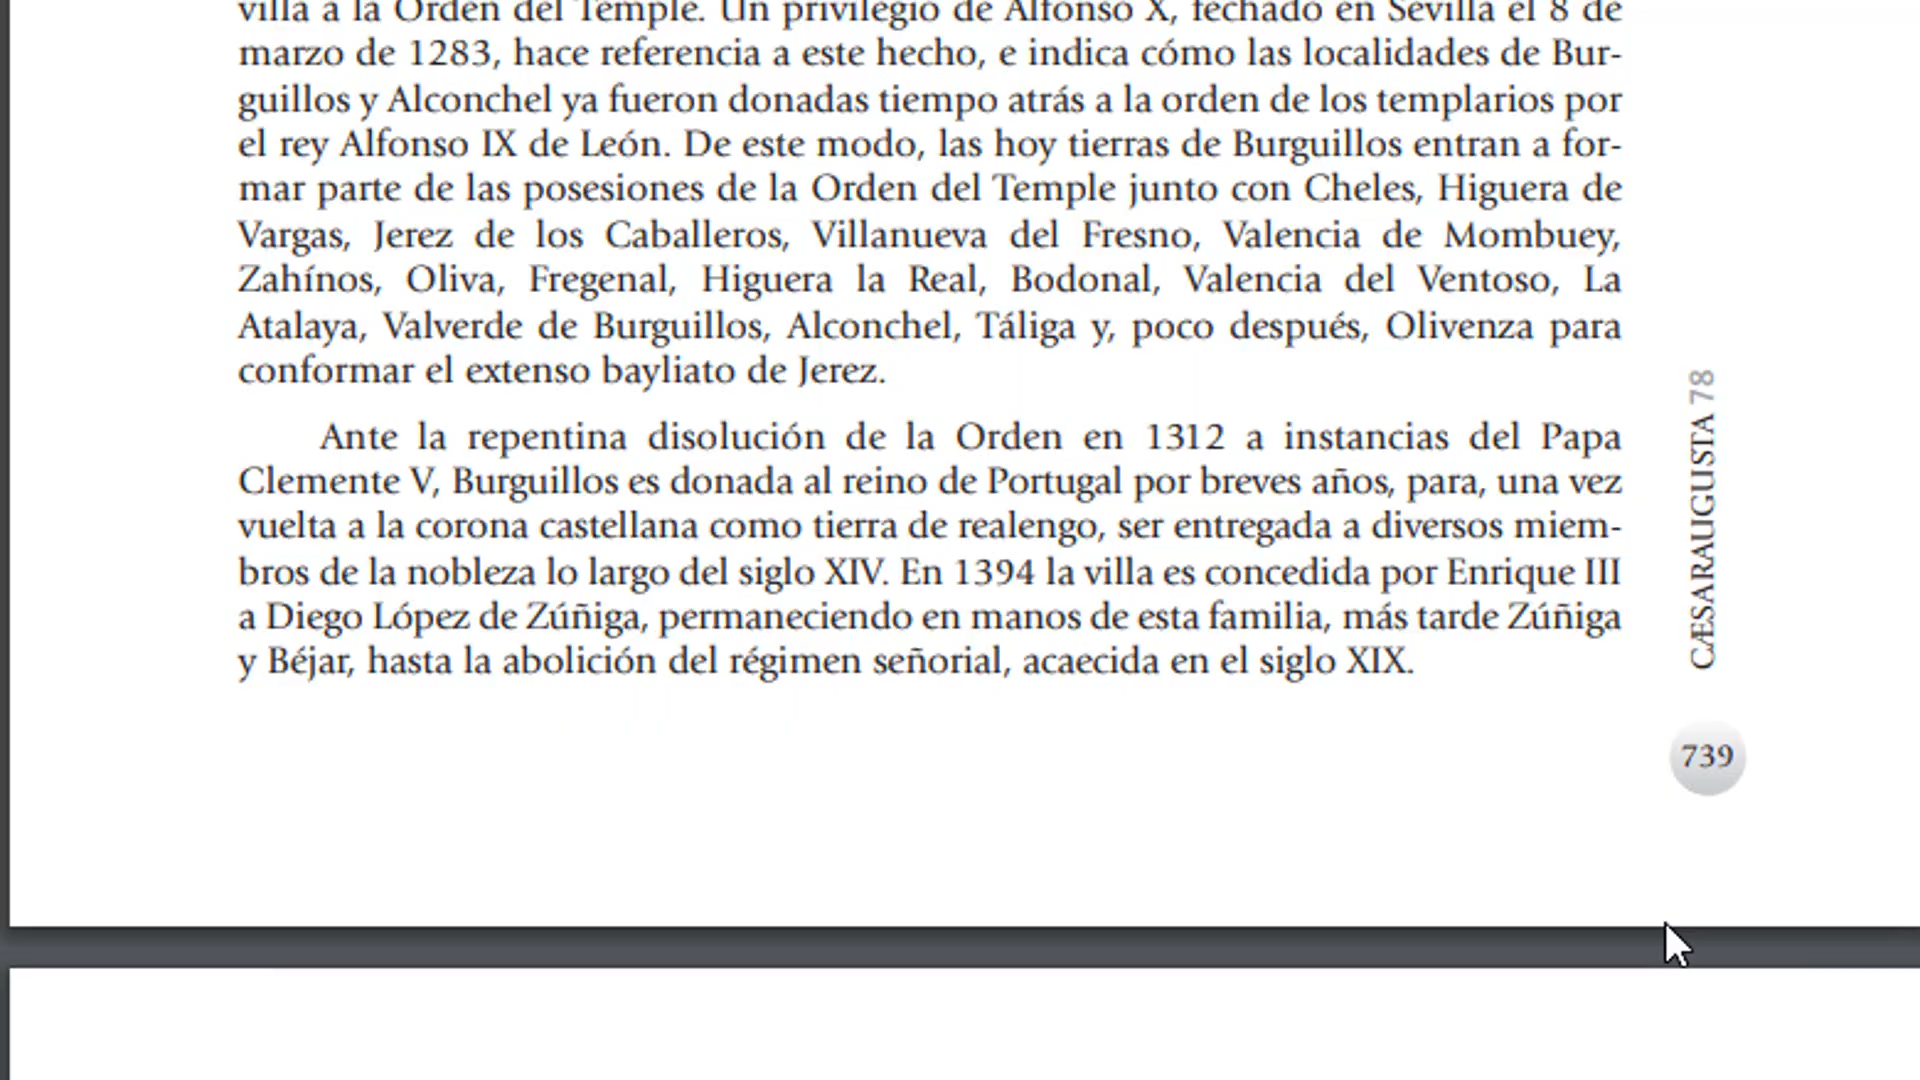 villa a la Orden del Temple. Un privilegio de Alfonso X, fechado en Sevilla el 8 de
marzo de 1283, hace referencia a este hecho, e indica cómo las localidades de Bur-
guillos y Alconchel ya fueron donadas tiempo atrás a la orden de los templarios por
el rey Alfonso IX de León. De este modo, las hoy tierras de Burguillos entran a for-
mar parte de las posesiones de la Orden del Temple junto con Cheles, Higuera de
Vargas, Jerez de los Caballeros, Villanueva del Fresno, Valencia de Mombuey,
Zahínos, Oliva, Fregenal, Higuera la Real, Bodonal, Valencia del Ventoso, La
Atalaya, Valverde de Burguillos, Alconchel, Táliga y, poco después, Olivenza para
conformar el extenso bayliato de Jerez.
Ante la repentina disolución de la Orden en 1312 a instancias del Papa
Clemente V, Burguillos es donada al reino de Portugal por breves años, para, una vez
vuelta a la corona castellana como tierra de realengo, ser entregada a diversos miem-
bros de la nobleza lo largo del siglo XIV. En 1394 la villa es concedida por Enrique III
a Diego López de Zúñiga, permaneciendo en manos de esta familia, más tarde Zúñiga
y Béjar, hasta la abolición del régimen señorial, acaecida en el siglo XIX.
CÆSARAUGUSTA 78
739